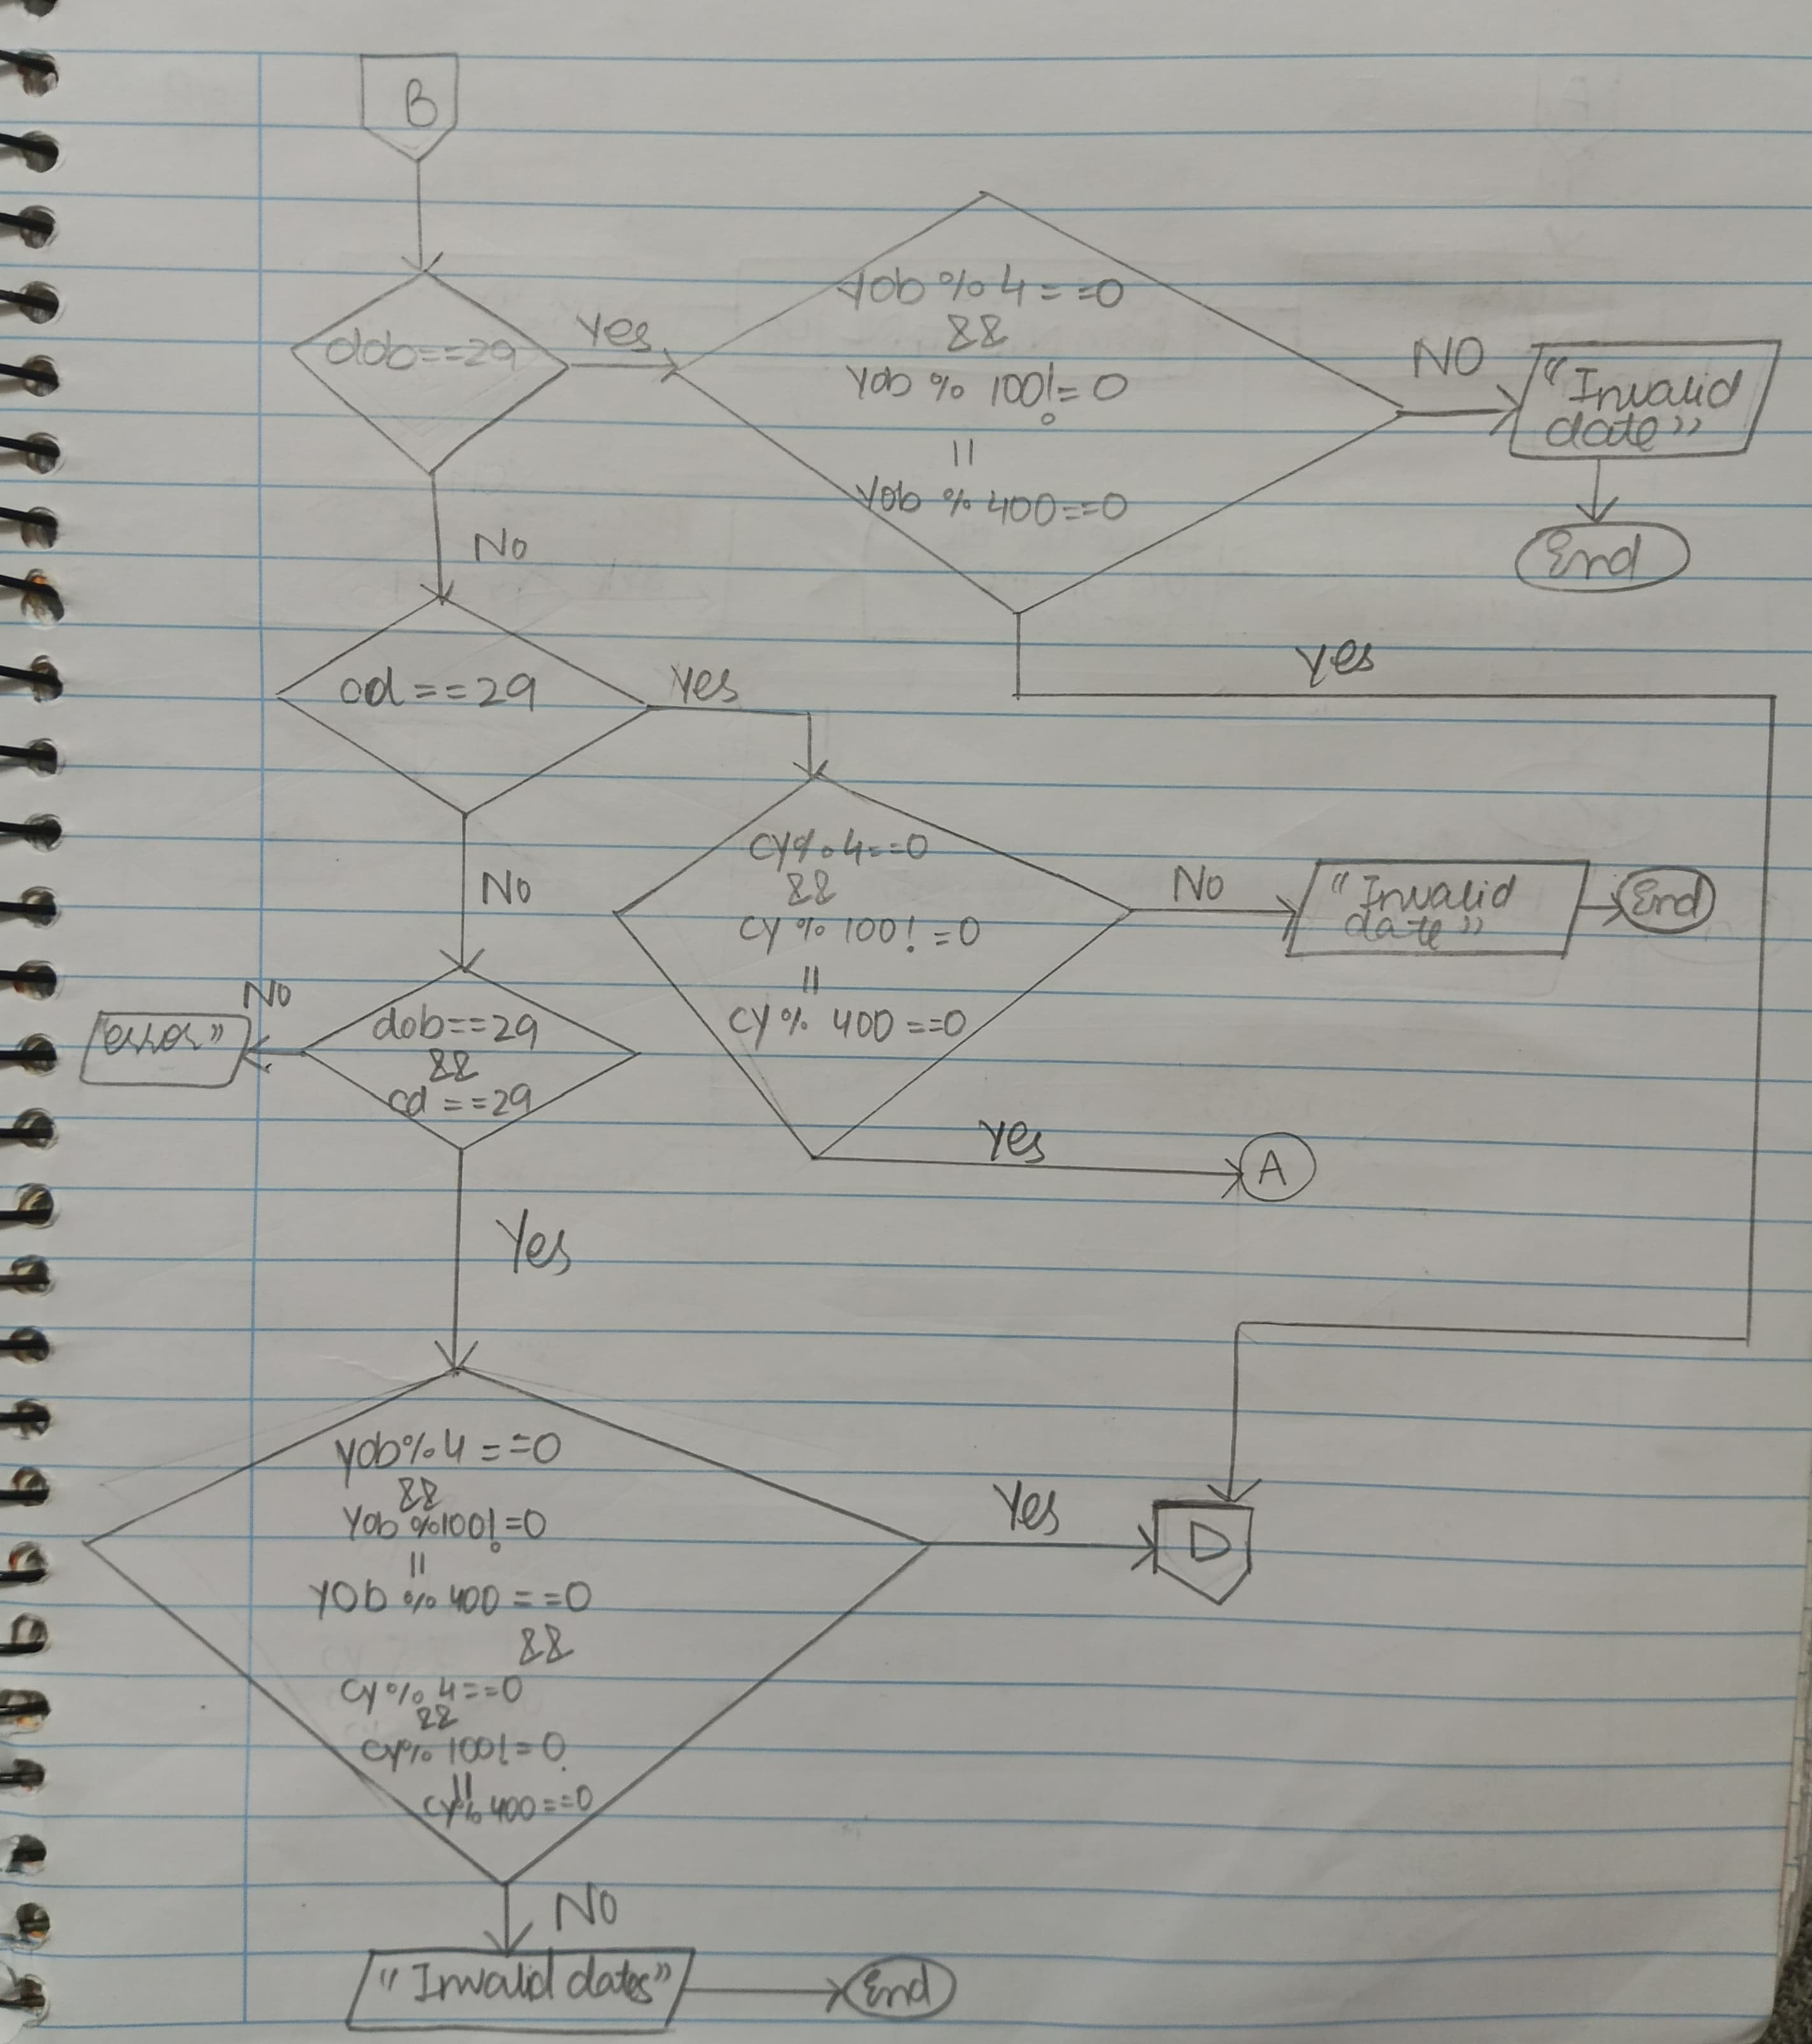 B
dob==29
Yes
Yob % 4 = =0
&&
Yob % 100!= 0
||
Yob % 400==0
NO
"Invalid
date"
End
No
yes
cd ==29
Yes
cy%4==0
&&
cy % 100! =0
||
cy % 400 ==0
No
"Invalid
date"
End
No
No
"error"
dob==29
&&
cd ==29
Yes
A
Yes
Yob%4 ==0
&&
Yob %100!=0
||
YOb % 400 ==0
&&
cy% 4==0
&&
cy% 100!=0
||
cy% 400==0
Yes
D
NO
"Invalid dates"
End